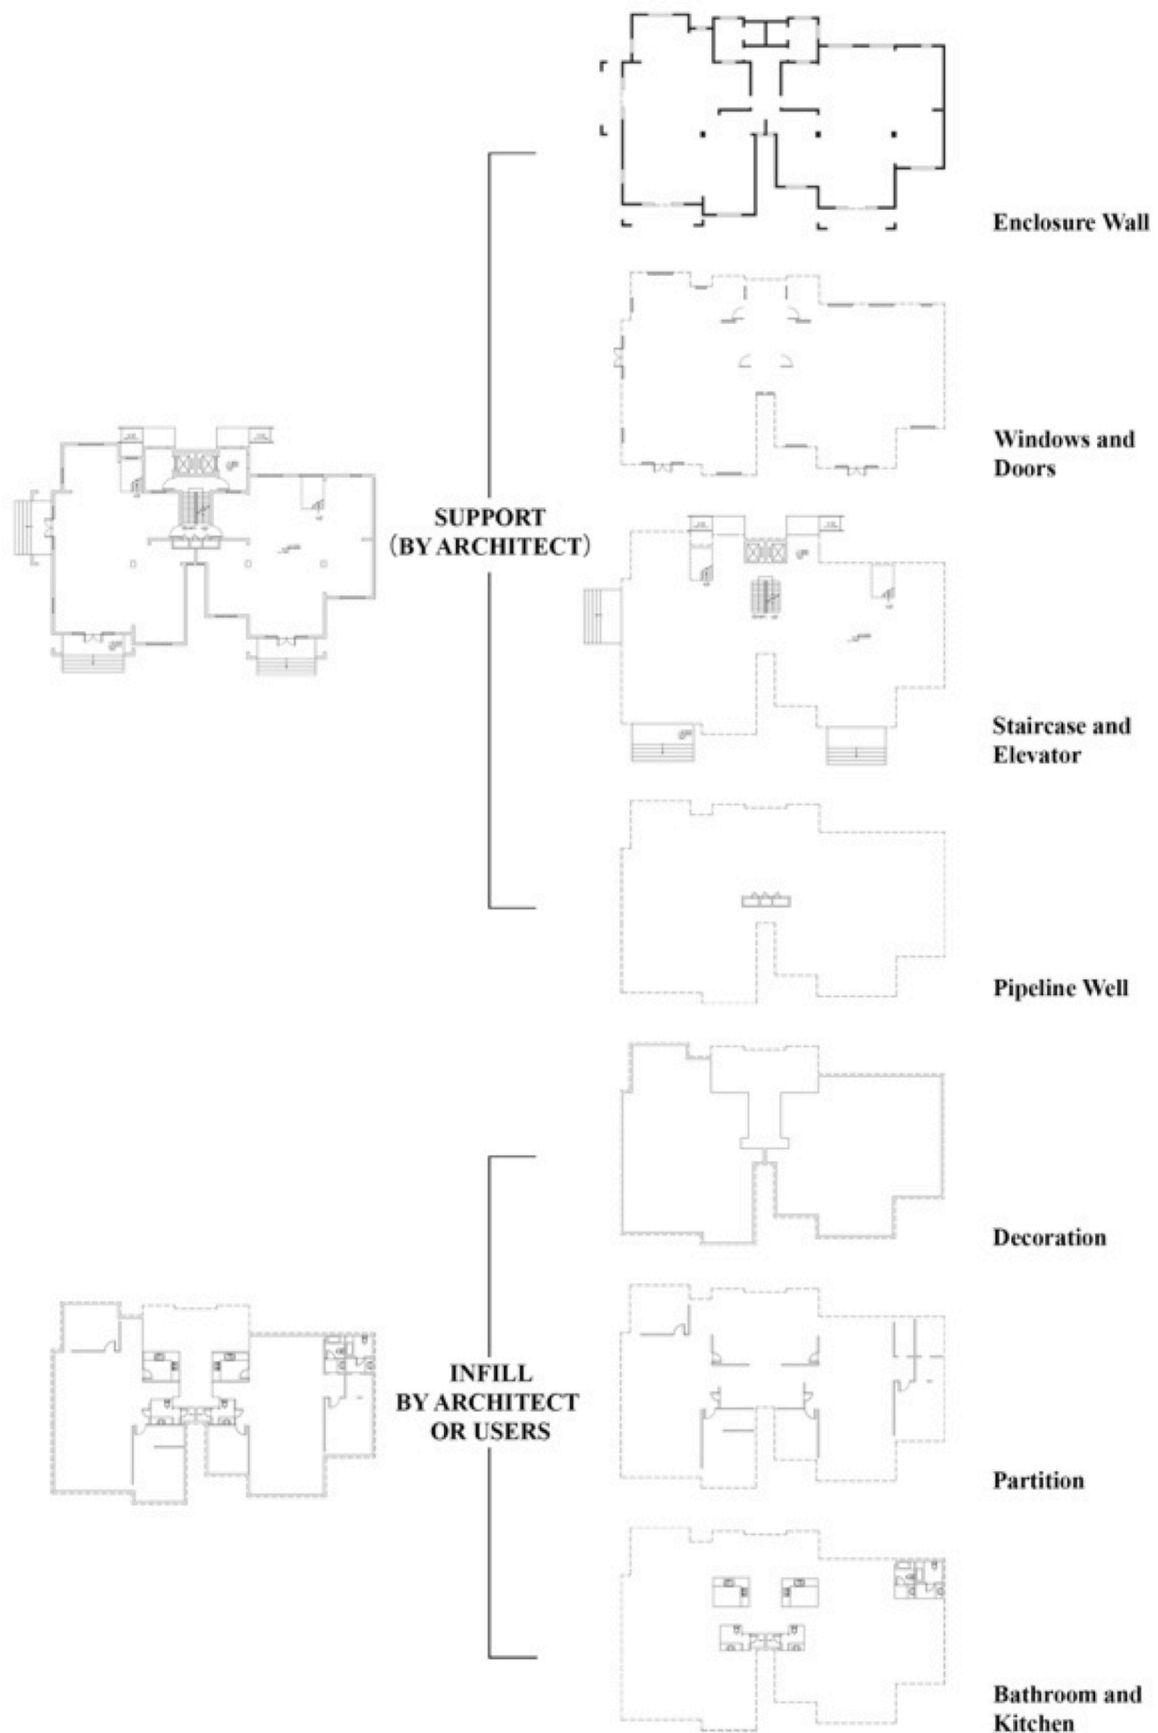 Enclosure Wall
Windows and
Doors
SUPPORT
(BY ARCHITECT)
Staircase and
Elevator
Pipeline Well
Decoration
INFILL
BY ARCHITECT
OR USERS
Partition
Bathroom and
Kitchen